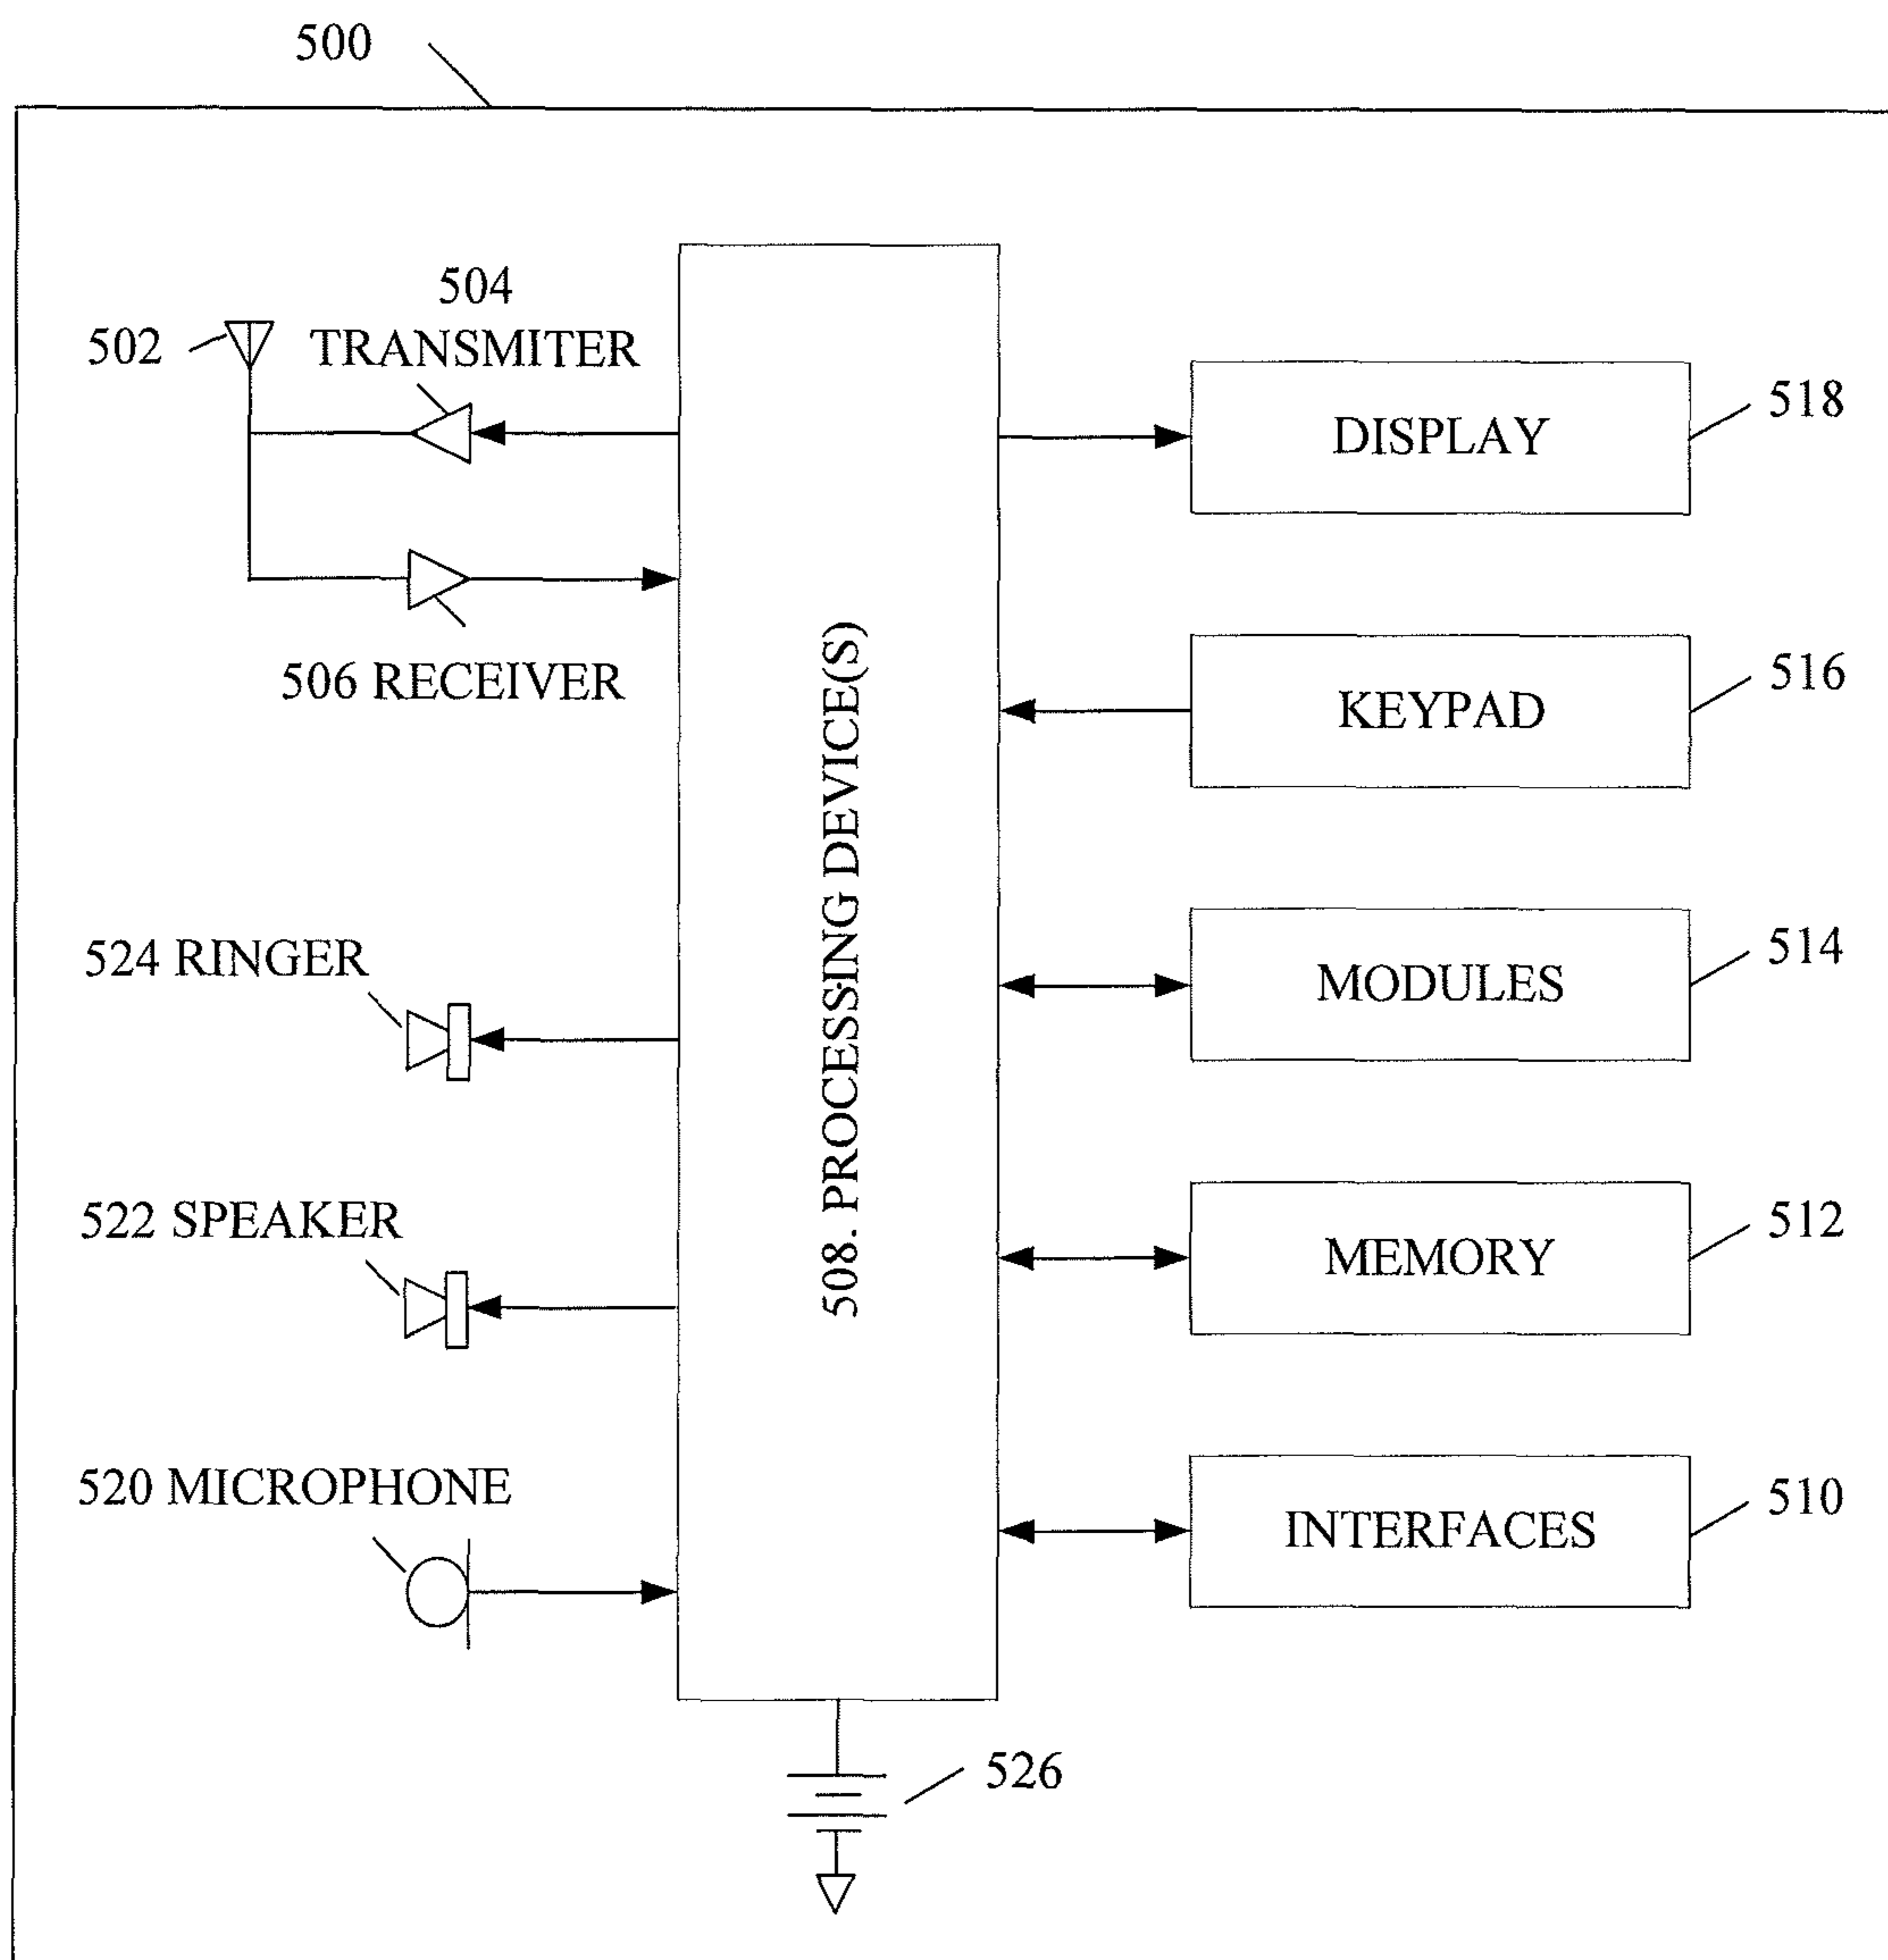 500
504
TRANSMITER
502
506 RECEIVER
524 RINGER
522 SPEAKER
520 MICROPHONE
508. PROCESSING DEVICE(S)
DISPLAY
518
KEYPAD
516
MODULES
514
MEMORY
512
INTERFACES
510
526